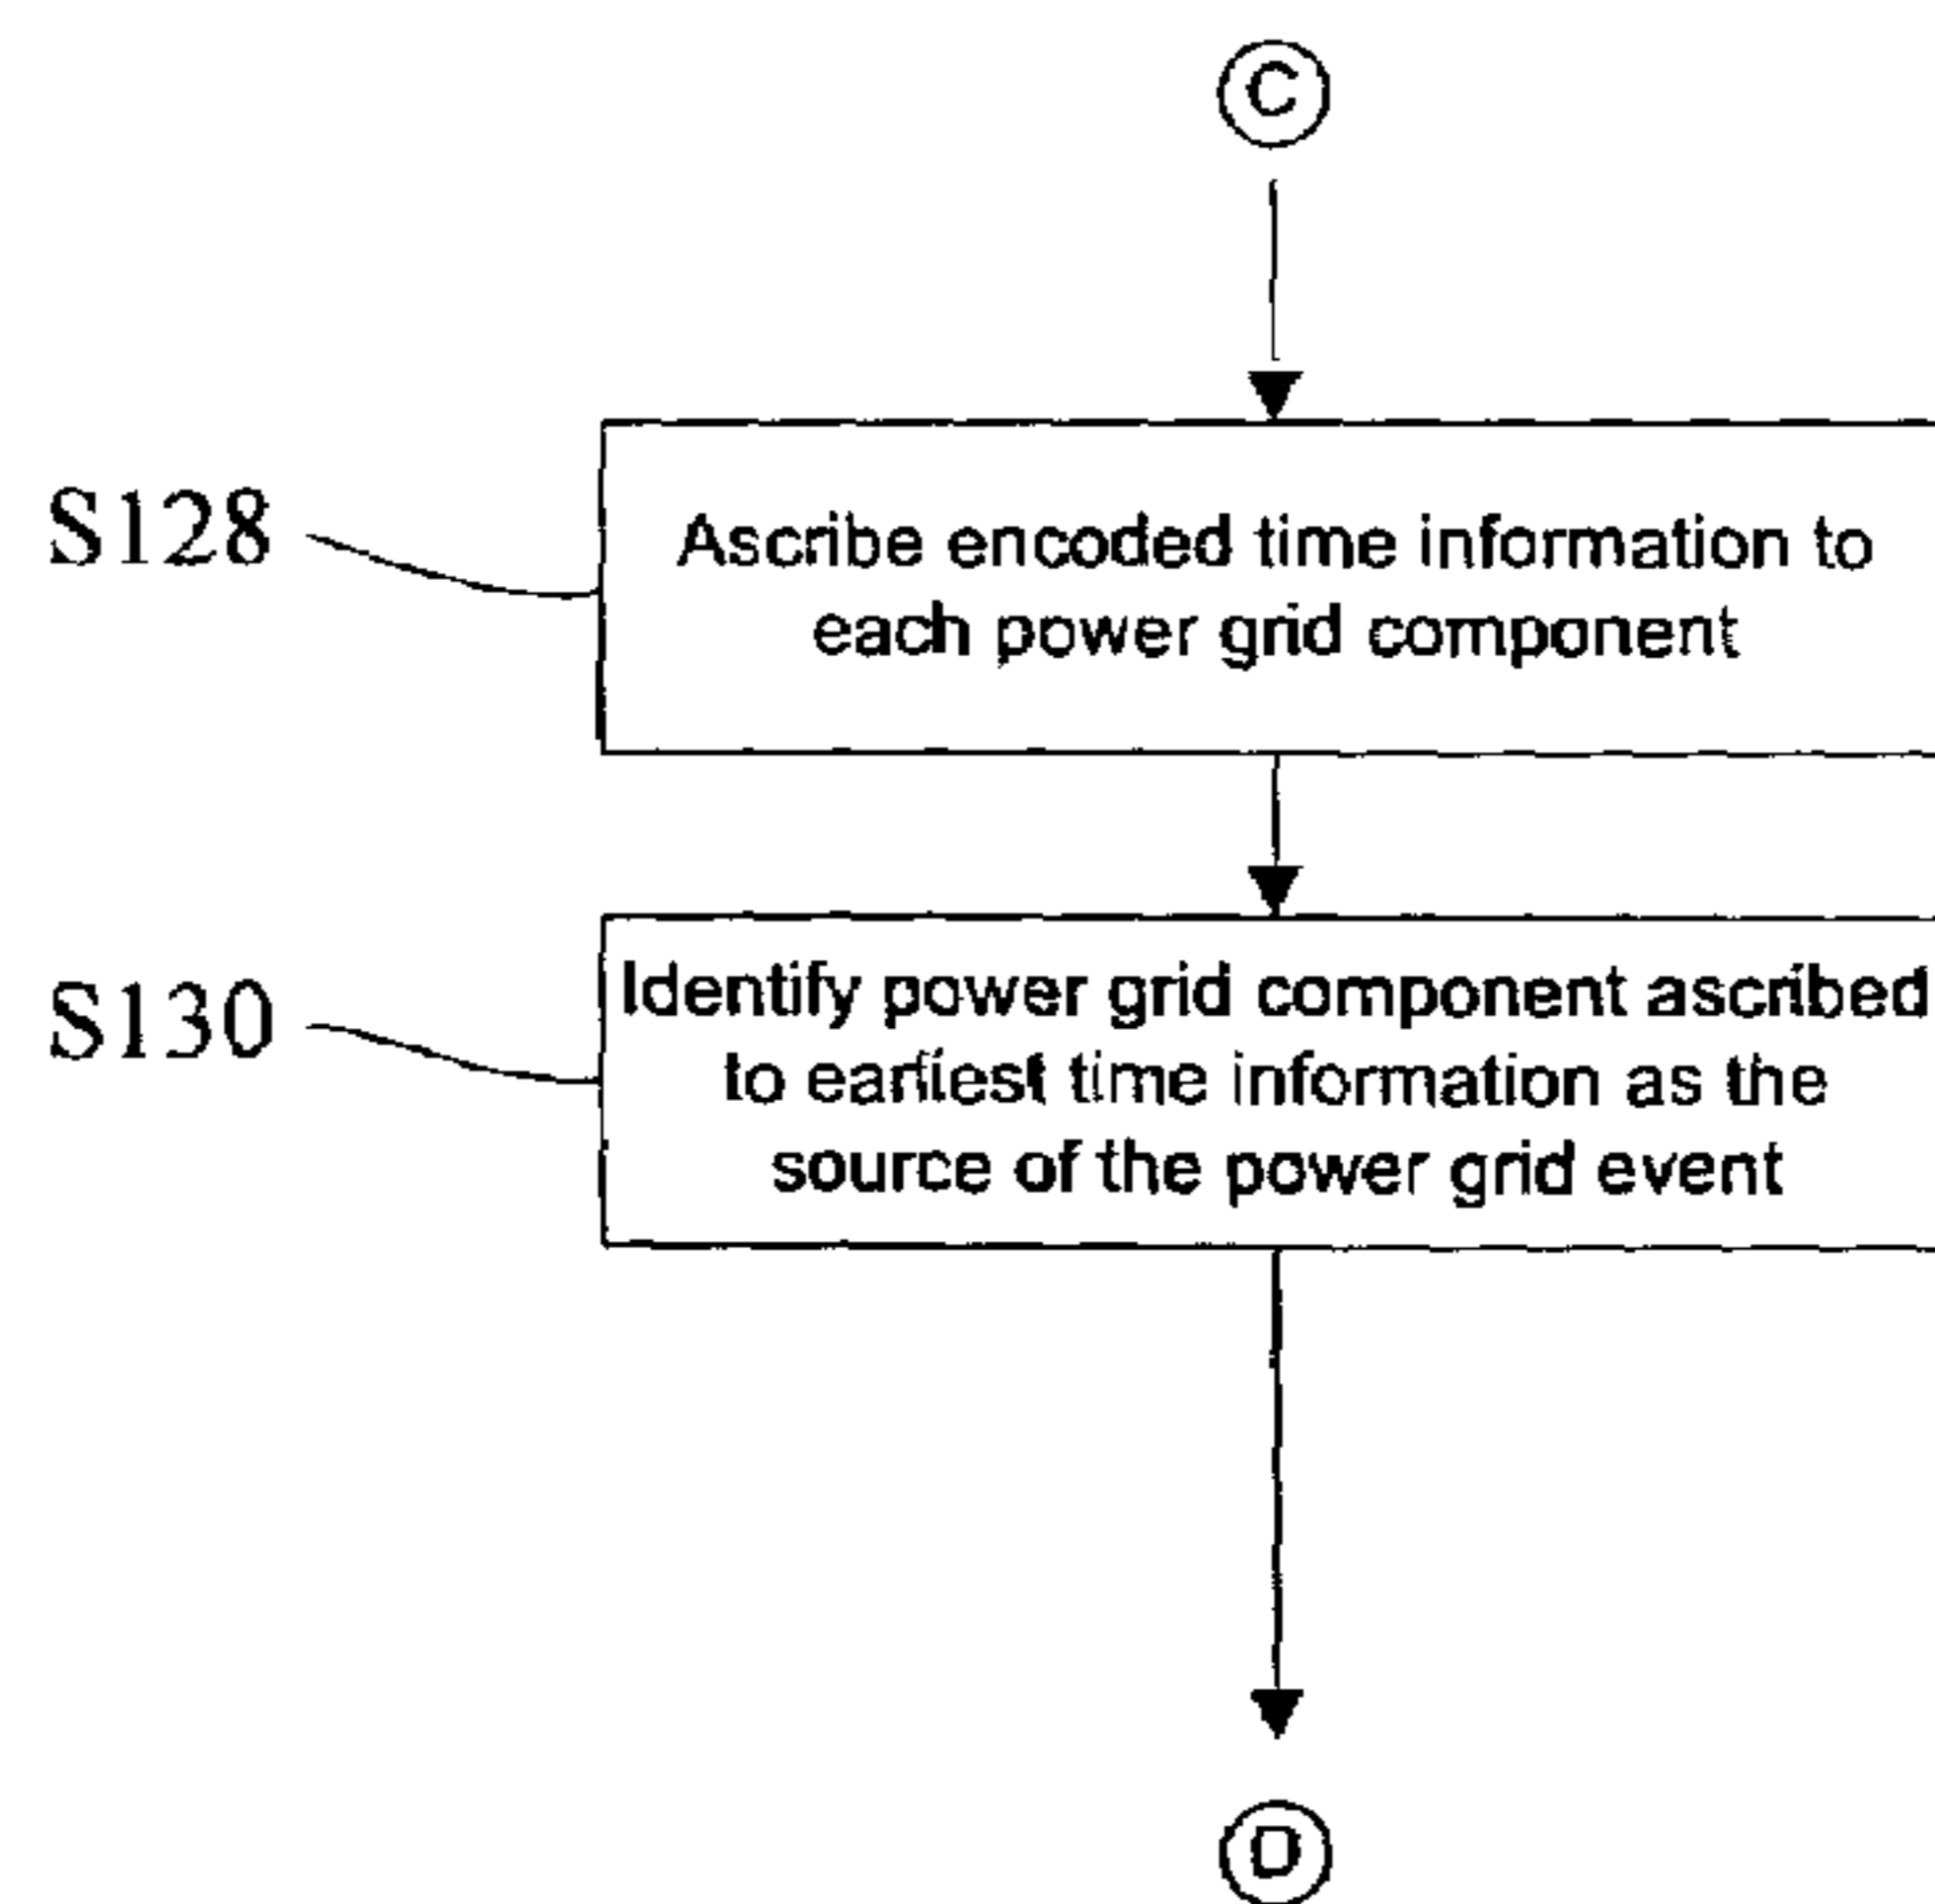 C
S128
Ascribe encoded time information to
each power grid component
S130
Identify power grid component ascribed
to earliest time information as the
source of the power grid event
D